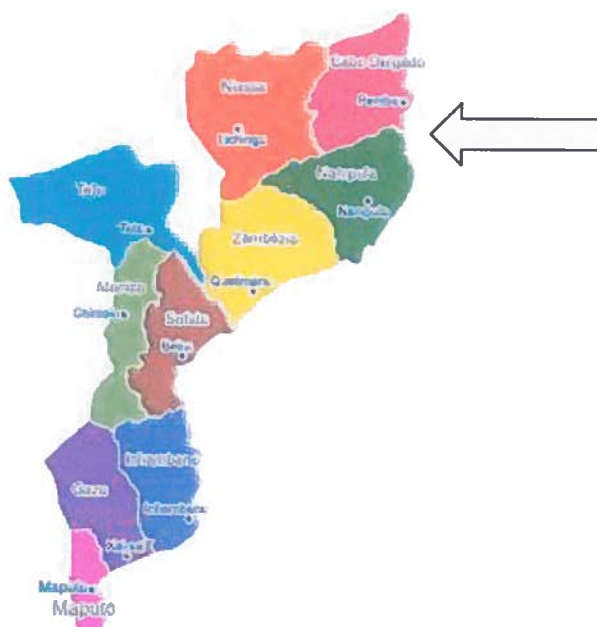 Cabo Delgado
Niassa
Pemba
Lichinga
Nampula
Tete
Nampula
Tete
Zambézia
Manica
Quelimane
Chimoio
Sofala
Beira
Inhambane
Gaza
Inhambane
Xai-Xai
Maputo
Maputo